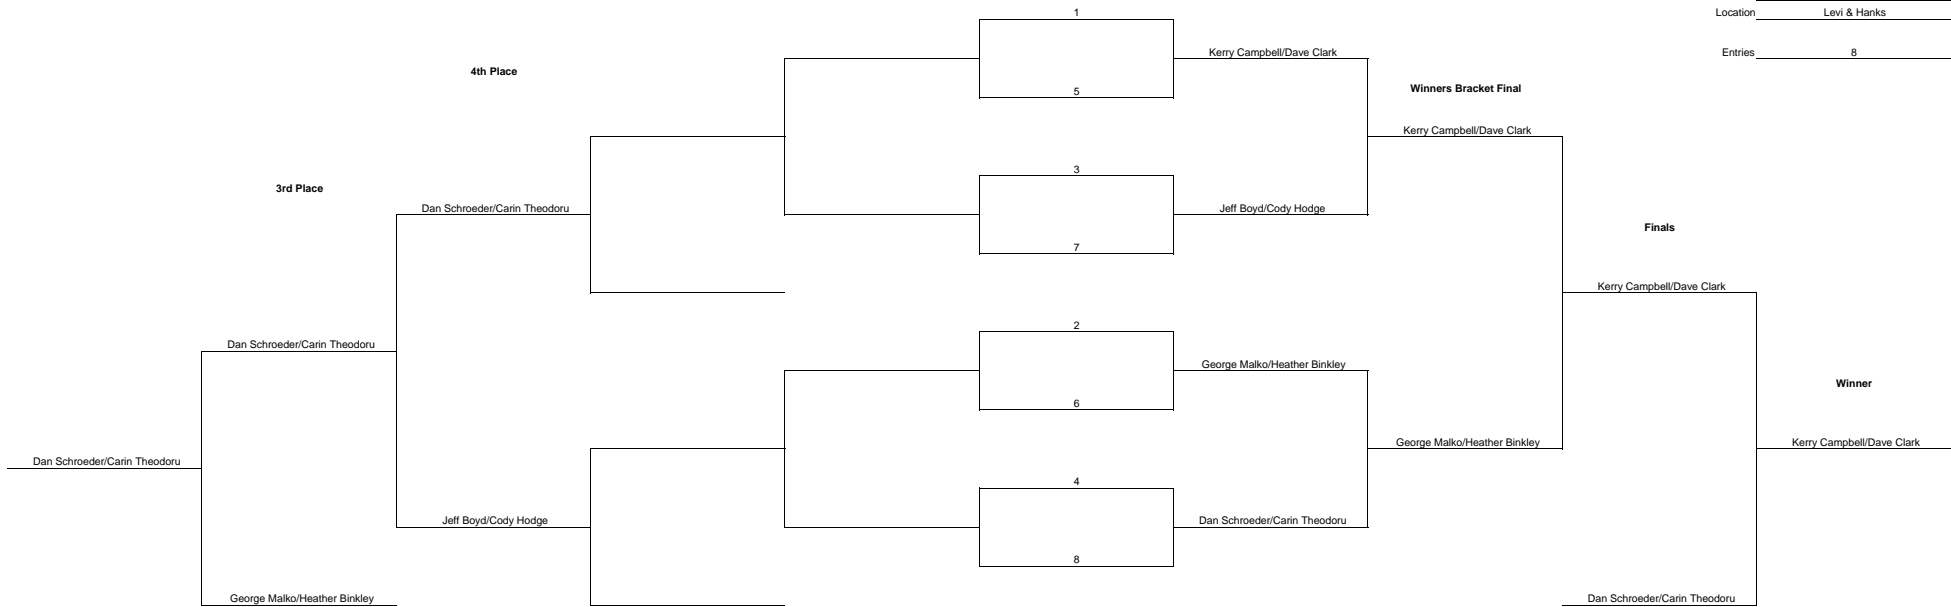 1
Location Levi & Hanks
Kerry Campbell/Dave Clark
Entries 8
4th Place
Winners Bracket Final
5
Kerry Campbell/Dave Clark
3
3rd Place
Dan Schroeder/Carin Theodoru
Jeff Boyd/Cody Hodge
Finals
7
Kerry Campbell/Dave Clark
2
Dan Schroeder/Carin Theodoru
George Malko/Heather Binkley
Winner
6
George Malko/Heather Binkley
Kerry Campbell/Dave Clark
Dan Schroeder/Carin Theodoru
4
Jeff Boyd/Cody Hodge
Dan Schroeder/Carin Theodoru
8
George Malko/Heather Binkley
Dan Schroeder/Carin Theodoru